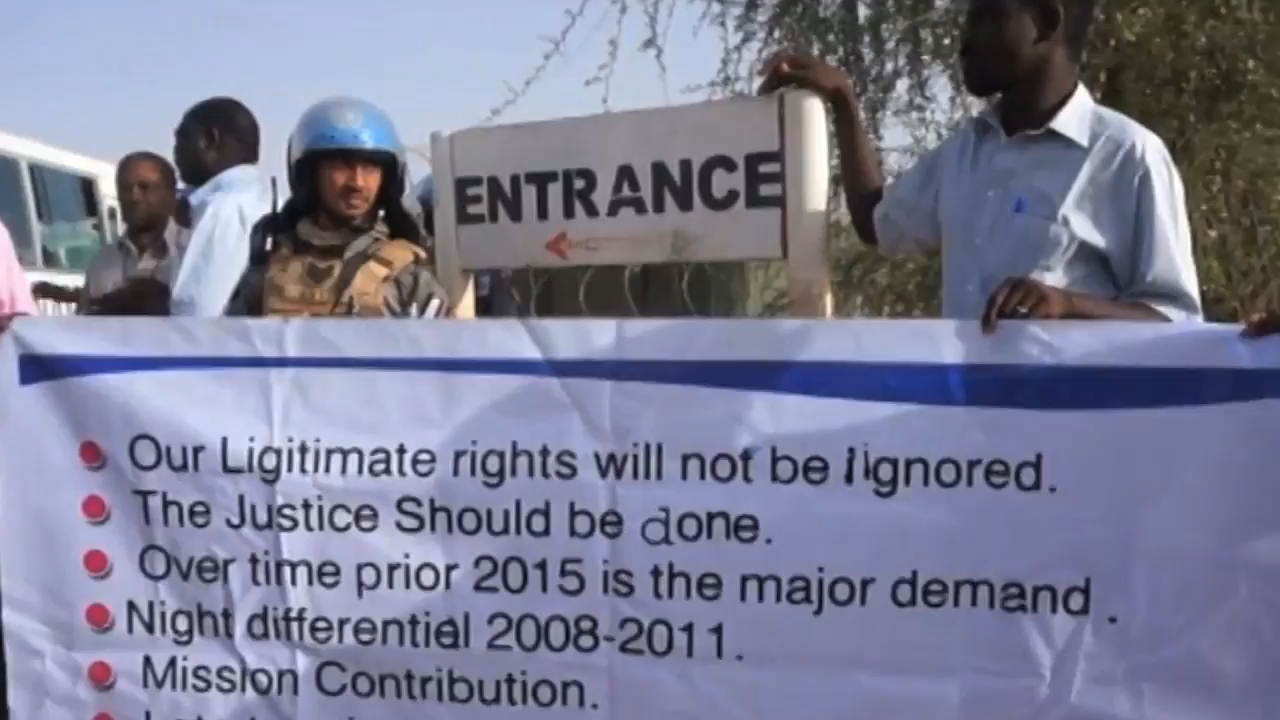 ENTRANCE
Our Ligitimate rights will not be Iignored.
The Justice Should be done.
Over time prior 2015 is the major demand .
Night differential 2008-2011.
Mission Contribution.